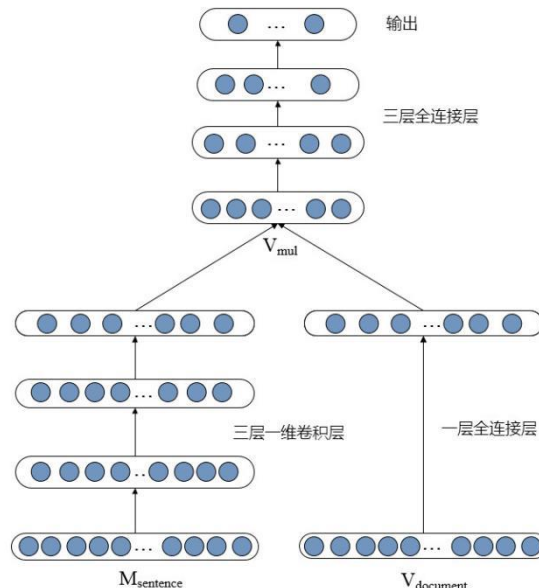 输出
三层全连接层
V_mul
三层一维卷积层
一层全连接层
M_sentence
V_document